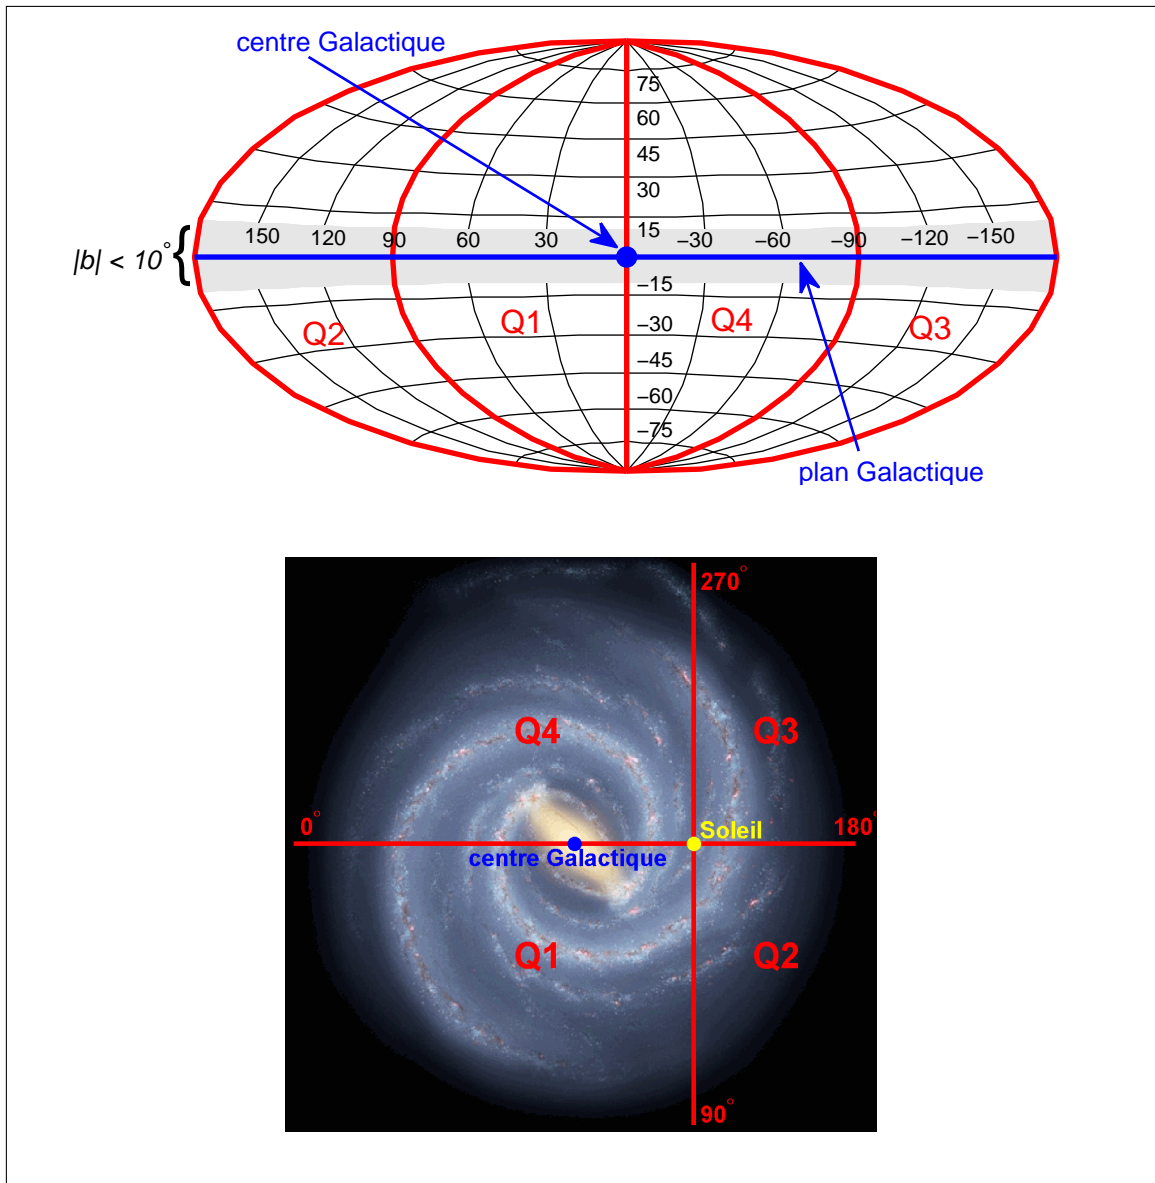 centre Galactique
75
60
45
30
15
150 120 90 60 30 −30 −60 −90 −120 −150
|b| < 10°
−15
Q2 Q1 Q4 Q3
−30
−45
−60
−75
plan Galactique
270°
Q4 Q3
0° Soleil 180°
centre Galactique
Q1 Q2
90°